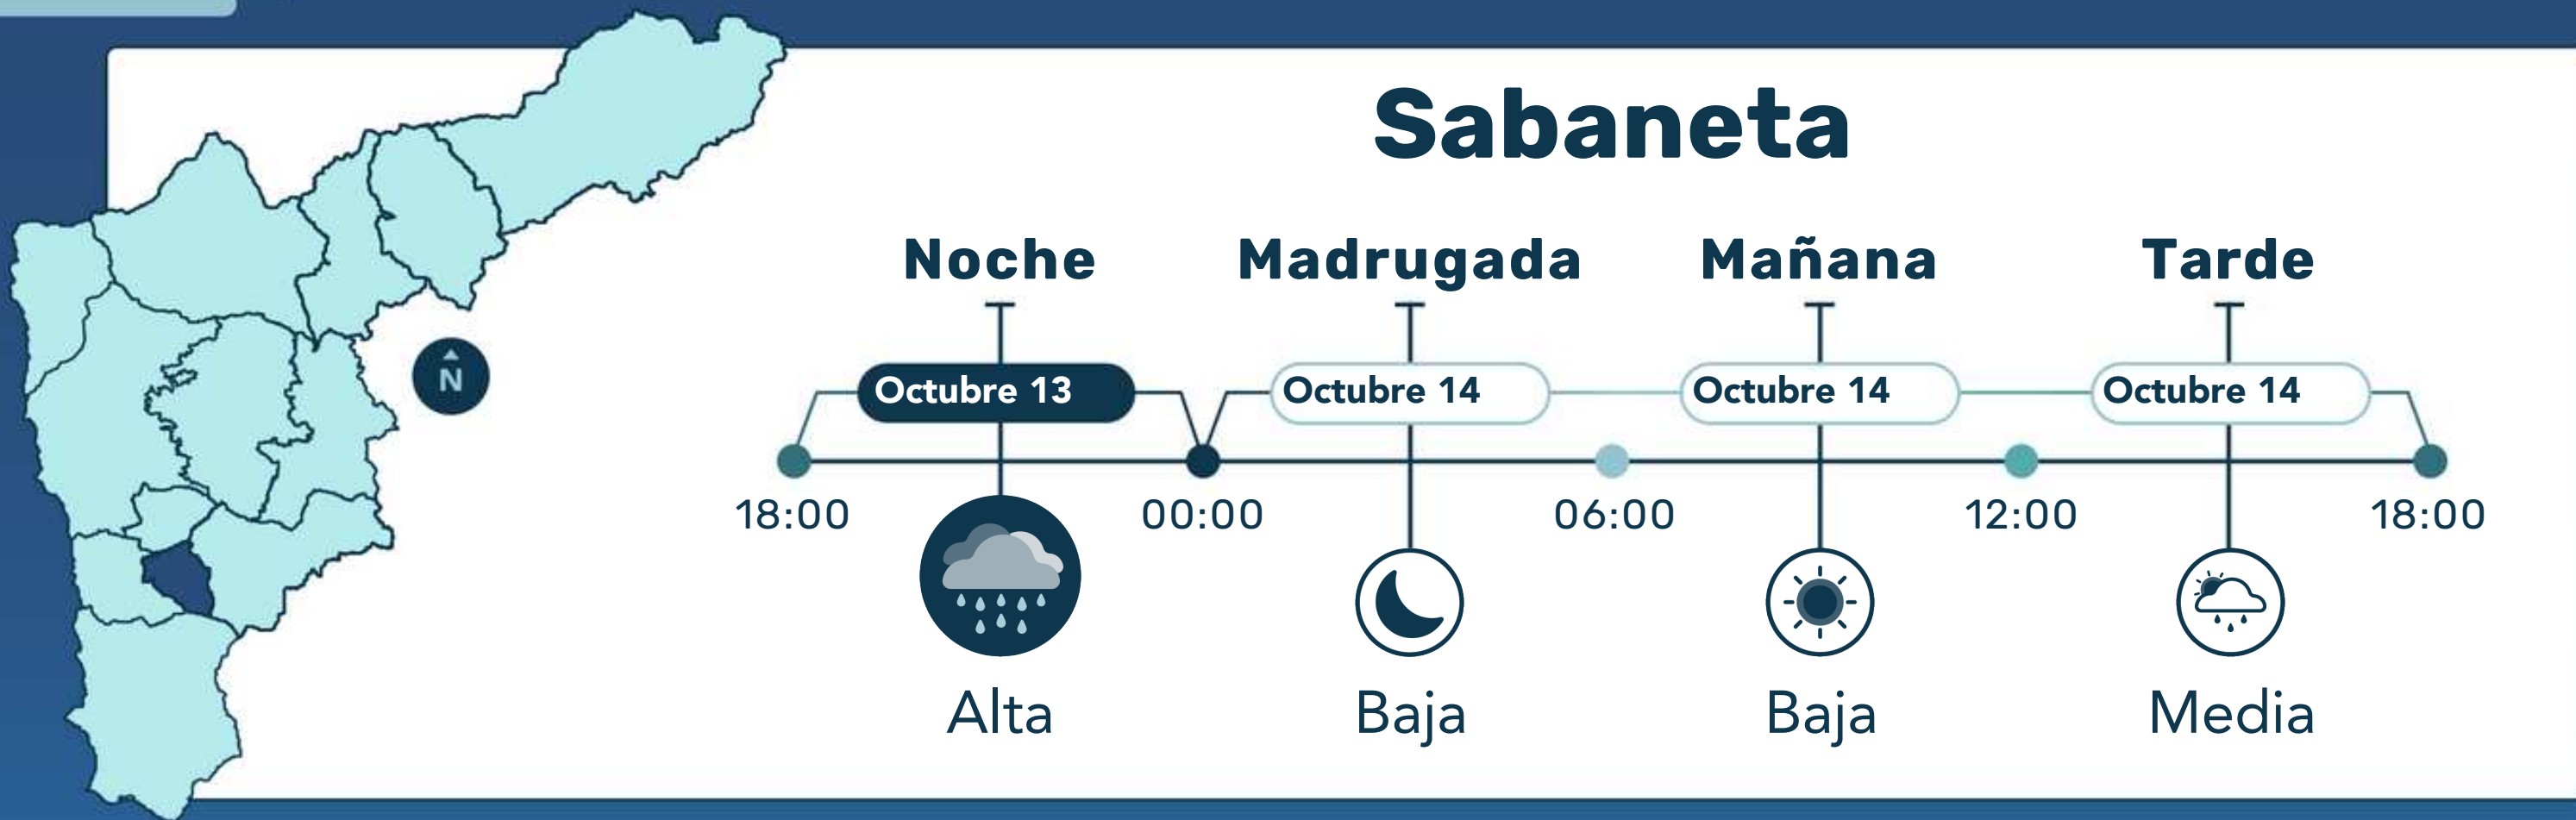 Sabaneta
Noche Madrugada Mañana Tarde
Octubre 13 Octubre 14 Octubre 14 Octubre 14
N
18:00 00:00 06:00 12:00 18:00
Alta Baja Baja Media